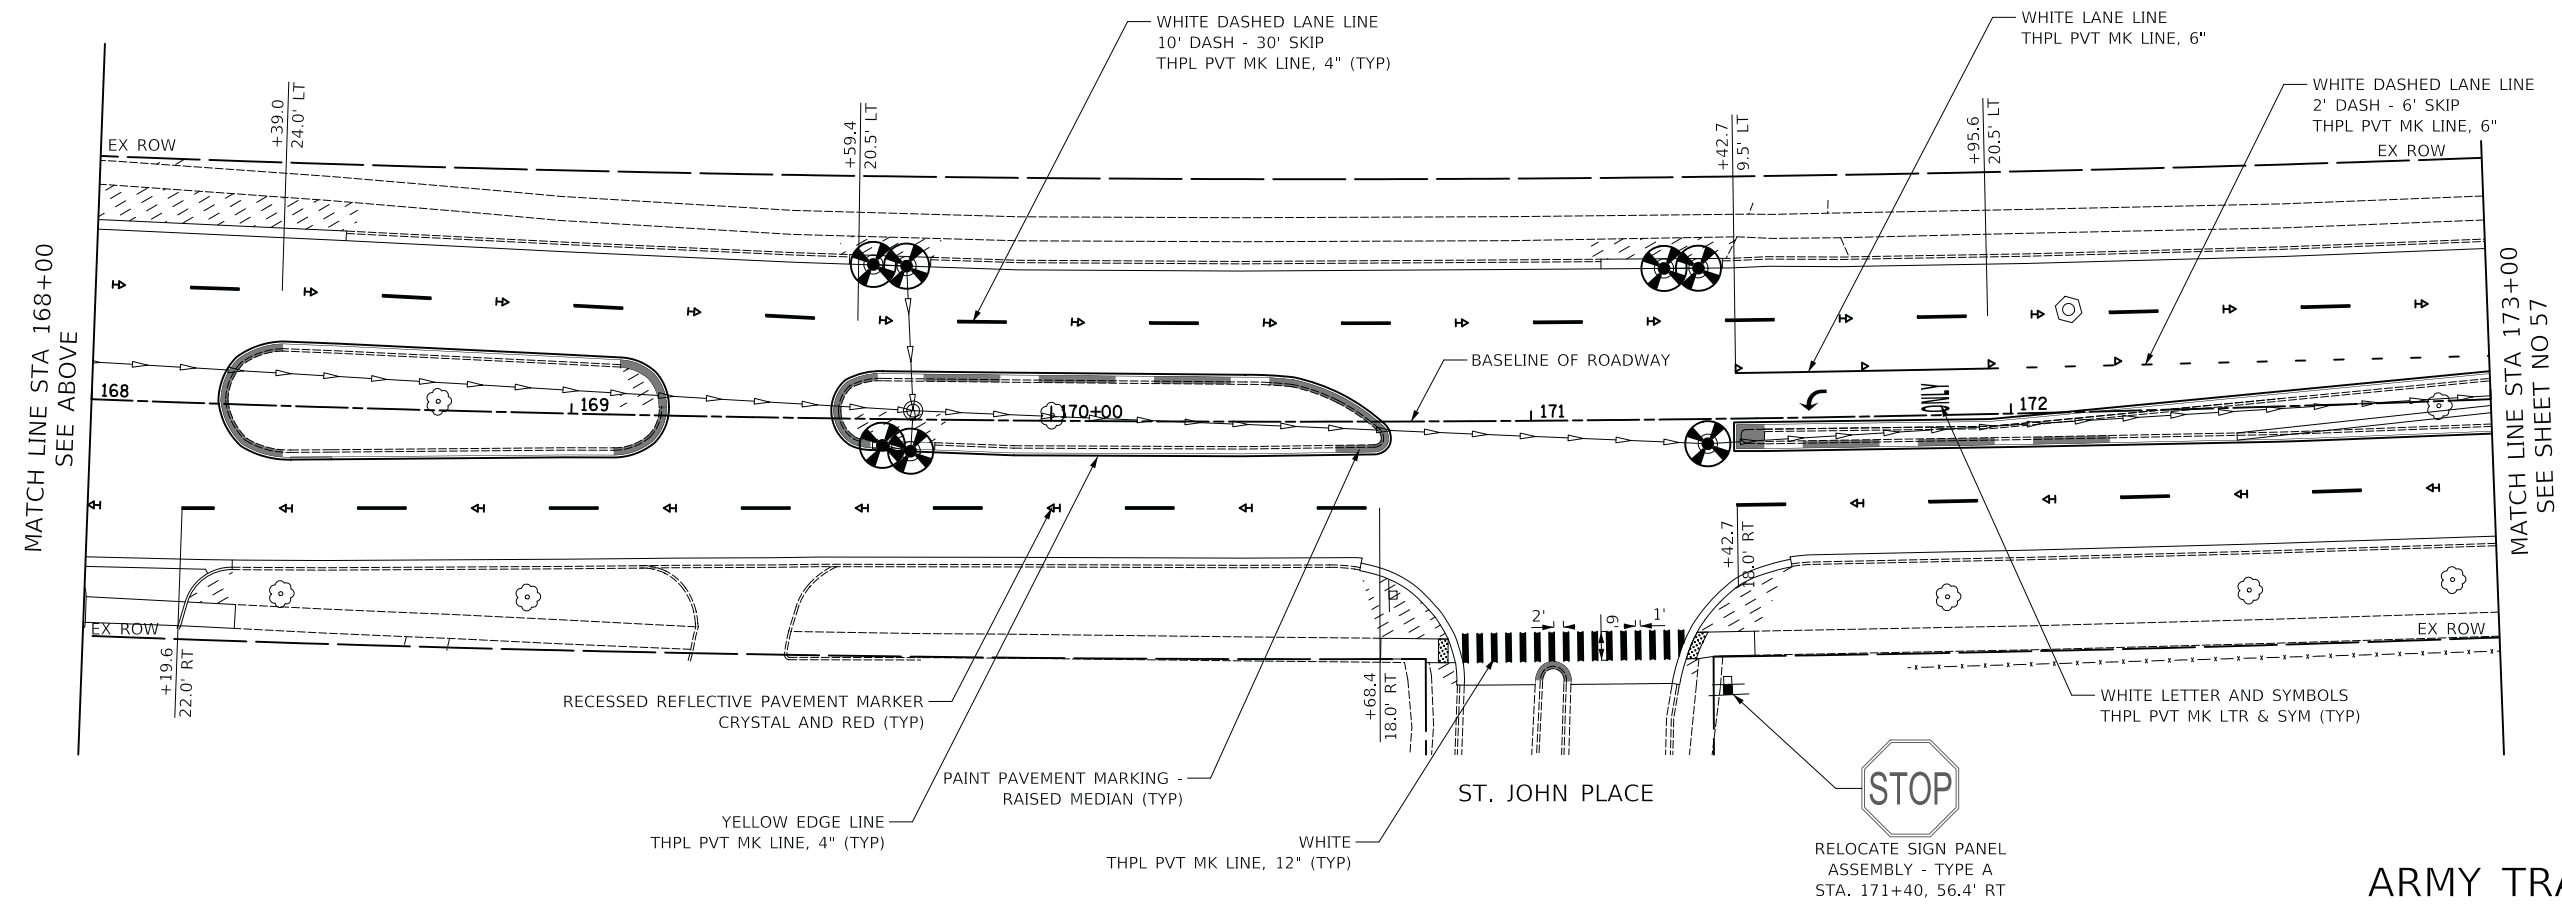 WHITE DASHED LANE LINE
10' DASH - 30' SKIP
THPL PVT MK LINE, 4" (TYP)
WHITE LANE LINE
THPL PVT MK LINE, 6"
WHITE DASHED LANE LINE
2' DASH - 6' SKIP
THPL PVT MK LINE, 6"
EX ROW
EX ROW
+39.0
24.0' LT
+59.4
20.5' LT
+42.7
9.5' LT
+95.6
20.5' LT
MATCH LINE STA 168+00
SEE ABOVE
168
169
170+00
171
172
BASELINE OF ROADWAY
ONLY
MATCH LINE STA 173+00
SEE SHEET NO 57
EX ROW
EX ROW
+19.6
22.0' RT
+68.4
18.0' RT
+42.7
18.0' RT
2'
6'
1'
RECESSED REFLECTIVE PAVEMENT MARKER
CRYSTAL AND RED (TYP)
PAINT PAVEMENT MARKING -
RAISED MEDIAN (TYP)
YELLOW EDGE LINE
THPL PVT MK LINE, 4" (TYP)
WHITE
THPL PVT MK LINE, 12" (TYP)
ST. JOHN PLACE
WHITE LETTER AND SYMBOLS
THPL PVT MK LTR & SYM (TYP)
STOP
RELOCATE SIGN PANEL
ASSEMBLY - TYPE A
STA. 171+40, 56.4' RT
ARMY TRA